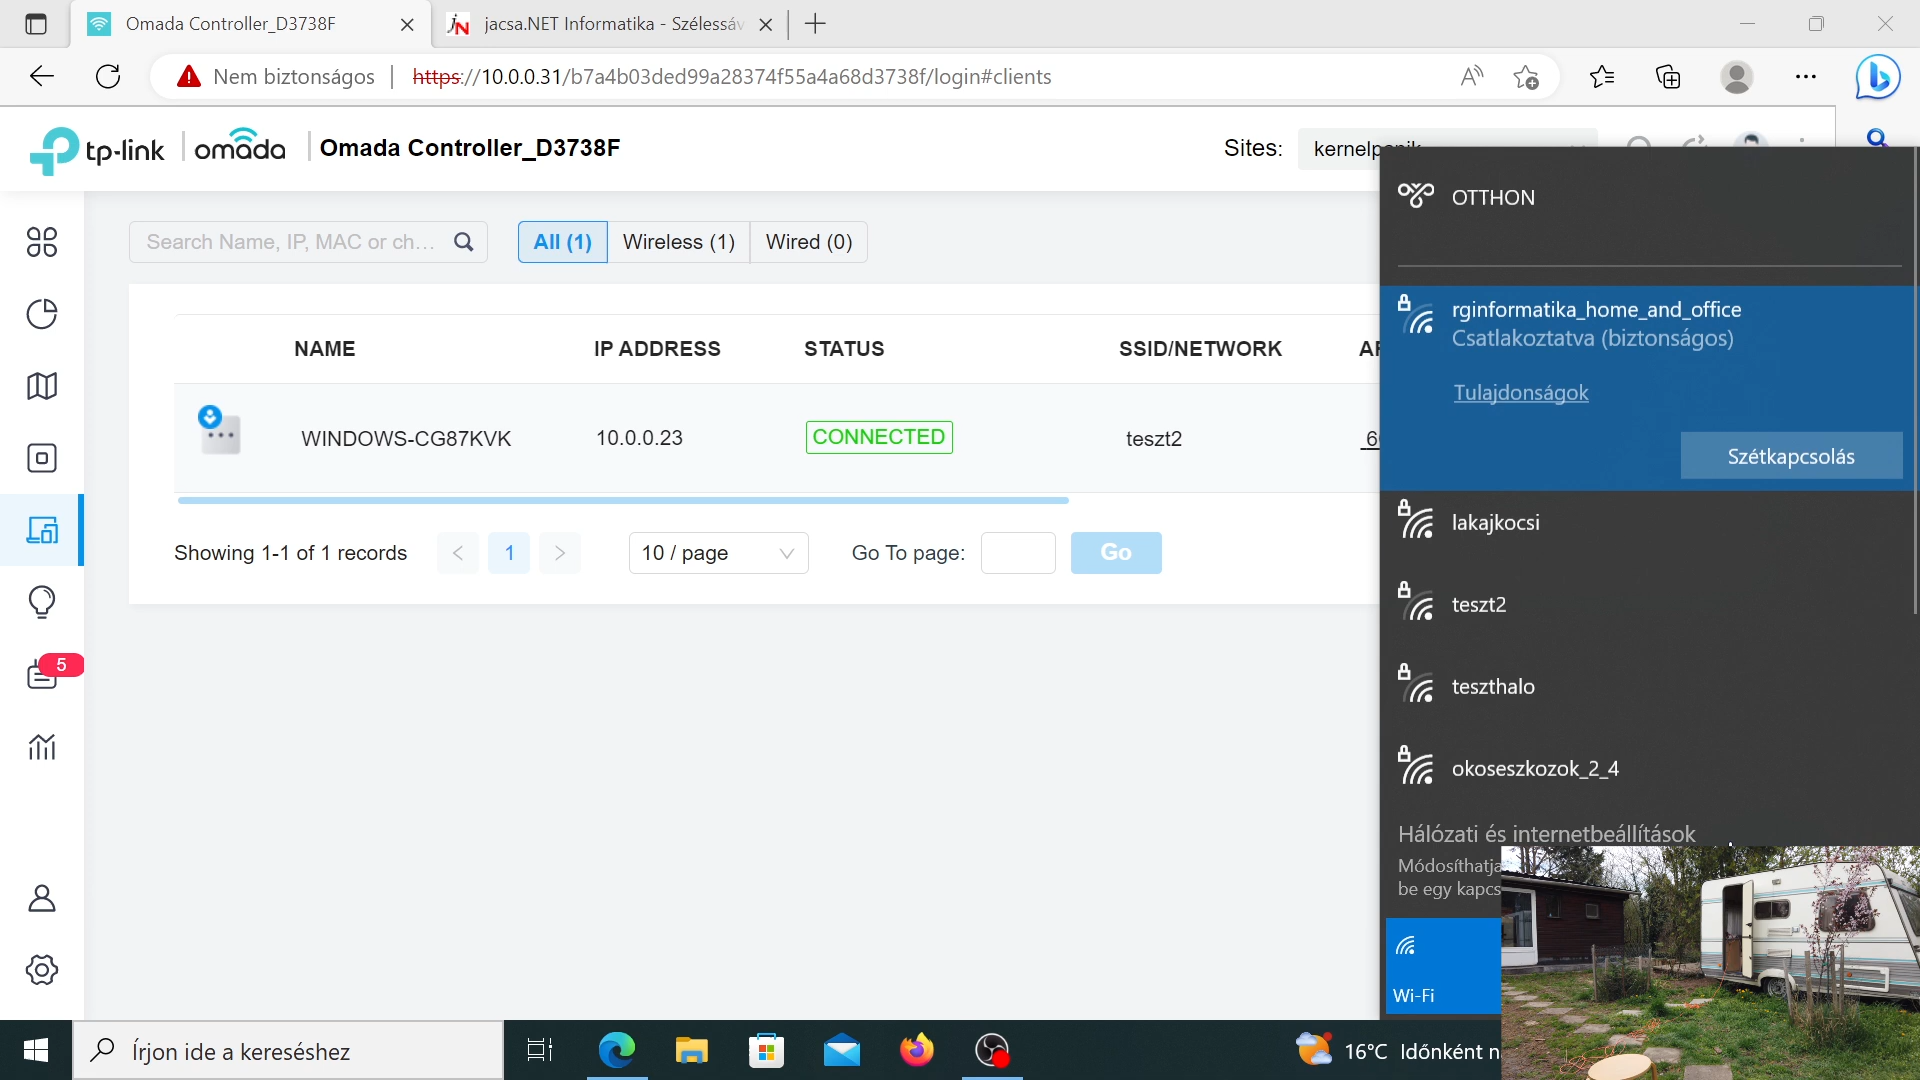 Omada Controller_D3738F
jacsa.NET Informatika - Szélessáv
Nem biztonságos
https://10.0.0.31/b7a4b03ded99a28374f55a4a68d3738f/login#clients
tp-link
omada
Omada Controller_D3738F
Sites:
OTTHON
Search Name, IP, MAC or ch...
All (1)
Wireless (1)
Wired (0)
rginformatika_home_and_office
Csatlakoztatva (biztonságos)
NAME
IP ADDRESS
STATUS
SSID/NETWORK
Tulajdonságok
WINDOWS-CG87KVK
10.0.0.23
CONNECTED
teszt2
Szétkapcsolás
lakajkocsi
Showing 1-1 of 1 records
1
10 / page
Go To page:
Go
teszt2
5
teszthalo
okoseszkozok_2_4
Hálózati és internetbeállítások
be egy
Wi-Fi
Írjon ide a kereséshez
16°C Időnként